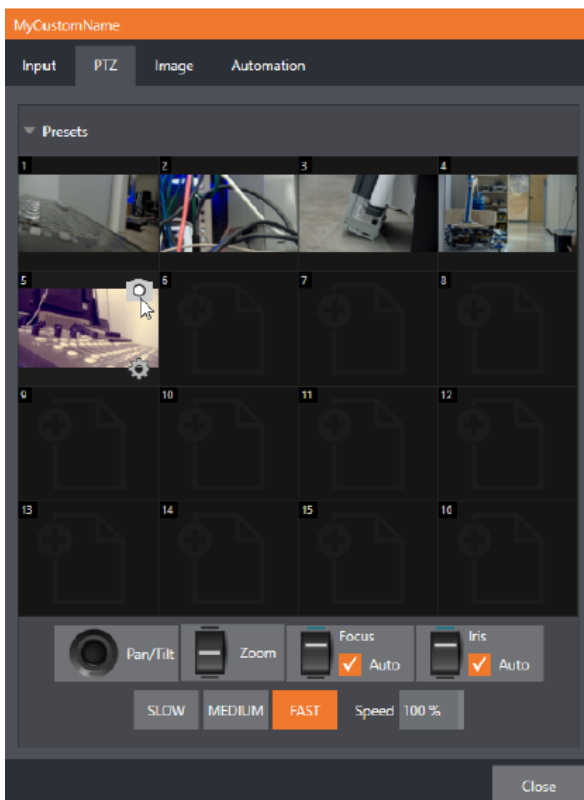 MyCustomName
Input PTZ Image Automation
Presets
1 2 3 4
5 6 7 8
9 10 11 12
13 14 15 16
Pan/Tilt Zoom Focus Auto Iris Auto
SLOW MEDIUM FAST Speed 100 %
Close